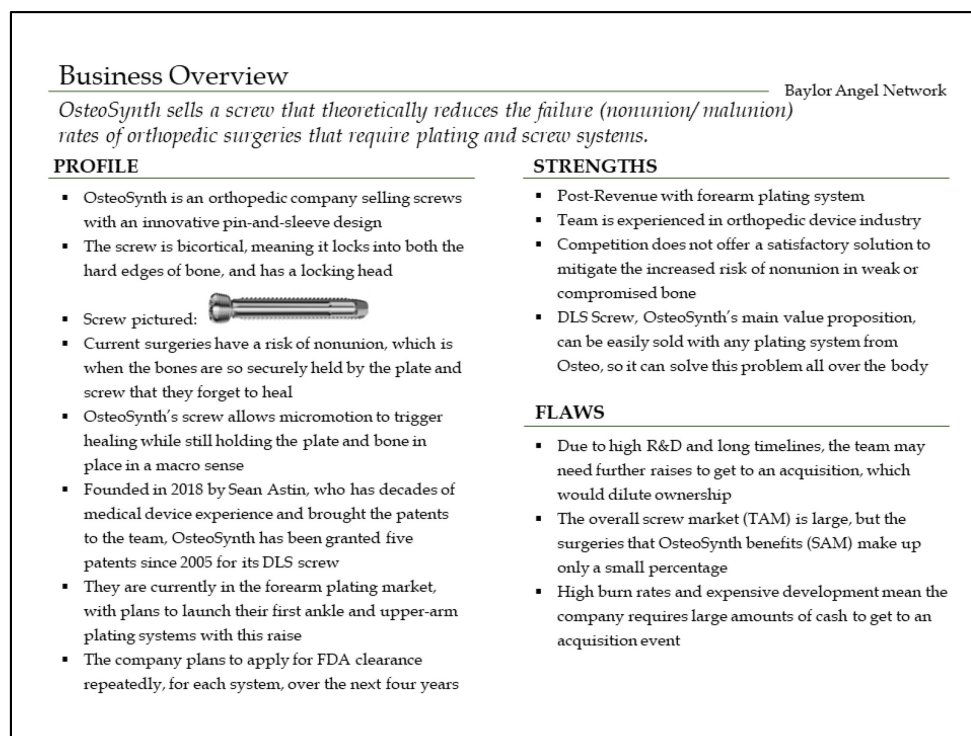 Business Overview
Baylor Angel Network
OsteoSynth sells a screw that theoretically reduces the failure (nonunion/malunion)
rates of orthopedic surgeries that require plating and screw systems.
PROFILE
▪ OsteoSynth is an orthopedic company selling screws
with an innovative pin-and-sleeve design
▪ The screw is bicortical, meaning it locks into both the
hard edges of bone, and has a locking head
▪ Screw pictured:
▪ Current surgeries have a risk of nonunion, which is
when the bones are so securely held by the plate and
screw that they forget to heal
▪ OsteoSynth's screw allows micromotion to trigger
healing while still holding the plate and bone in
place in a macro sense
▪ Founded in 2018 by Sean Astin, who has decades of
medical device experience and brought the patents
to the team, OsteoSynth has been granted five
patents since 2005 for its DLS screw
▪ They are currently in the forearm plating market,
with plans to launch their first ankle and upper-arm
plating systems with this raise
▪ The company plans to apply for FDA clearance
repeatedly, for each system, over the next four years
STRENGTHS
▪ Post-Revenue with forearm plating system
▪ Team is experienced in orthopedic device industry
▪ Competition does not offer a satisfactory solution to
mitigate the increased risk of nonunion in weak or
compromised bone
▪ DLS Screw, OsteoSynth's main value proposition,
can be easily sold with any plating system from
Osteo, so it can solve this problem all over the body
FLAWS
▪ Due to high R&D and long timelines, the team may
need further raises to get to an acquisition, which
would dilute ownership
▪ The overall screw market (TAM) is large, but the
surgeries that OsteoSynth benefits (SAM) make up
only a small percentage
▪ High burn rates and expensive development mean the
company requires large amounts of cash to get to an
acquisition event